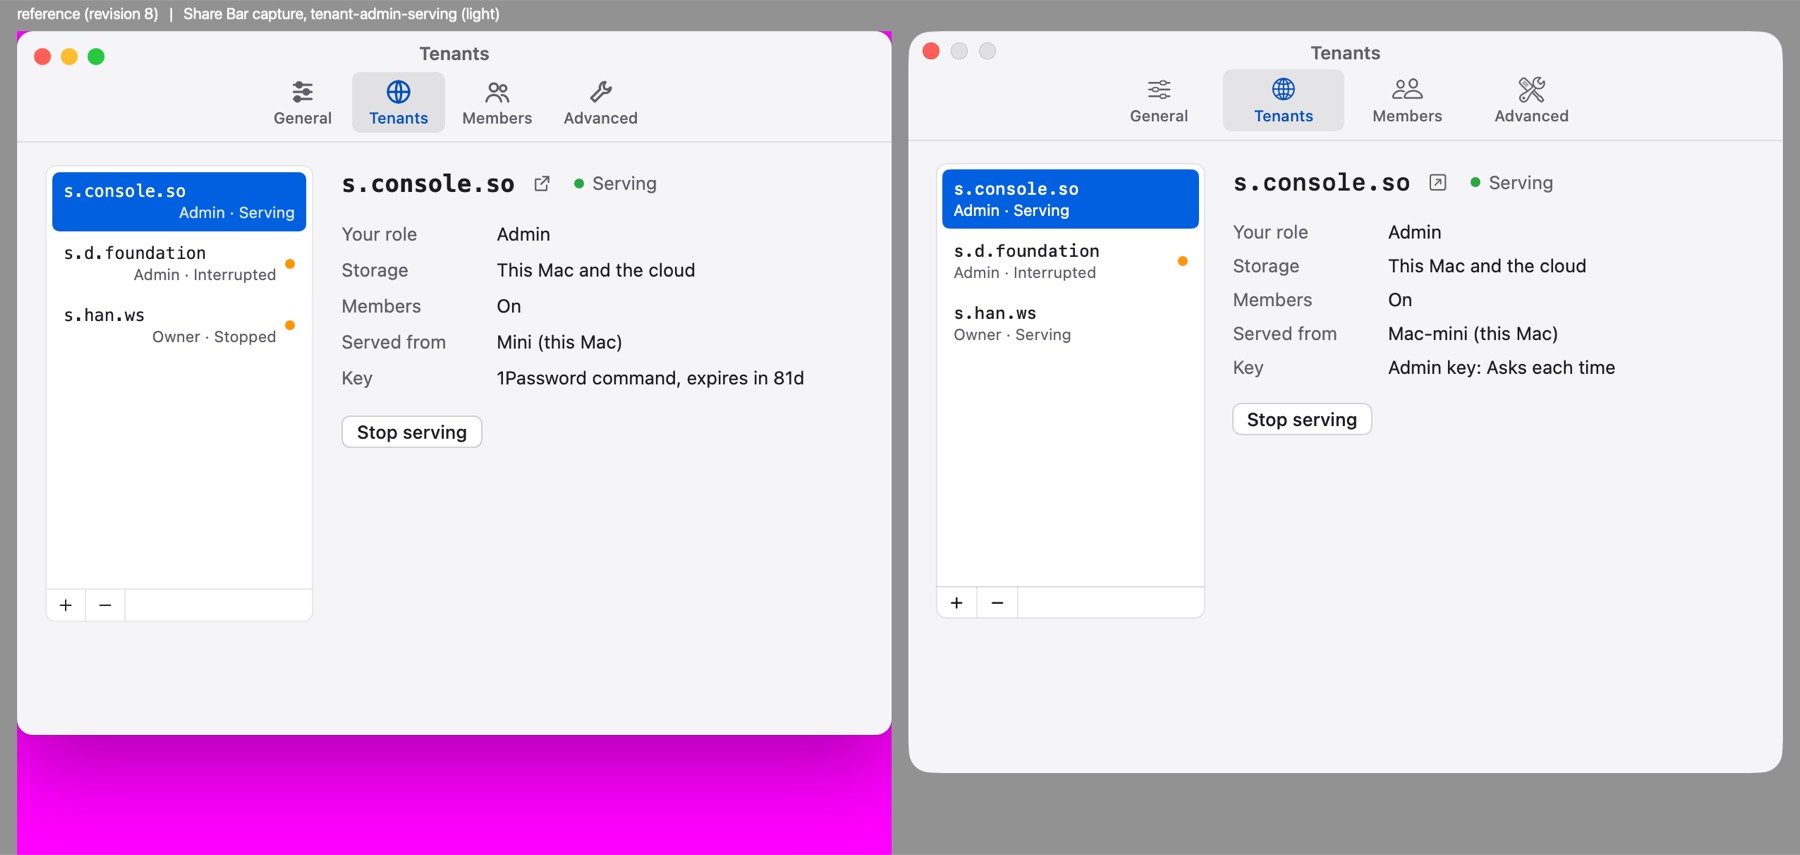 reference (revision 8) | Share Bar capture, tenant-admin-serving (light)
Tenants
General Tenants Members Advanced
s.console.so
Admin · Serving
s.d.foundation
Admin · Interrupted
s.han.ws
Owner · Stopped
+ −
s.console.so Serving
Your role Admin
Storage This Mac and the cloud
Members On
Served from Mini (this Mac)
Key 1Password command, expires in 81d
Stop serving
Tenants
General Tenants Members Advanced
s.console.so
Admin · Serving
s.d.foundation
Admin · Interrupted
s.han.ws
Owner · Serving
+ −
s.console.so Serving
Your role Admin
Storage This Mac and the cloud
Members On
Served from Mac-mini (this Mac)
Key Admin key: Asks each time
Stop serving